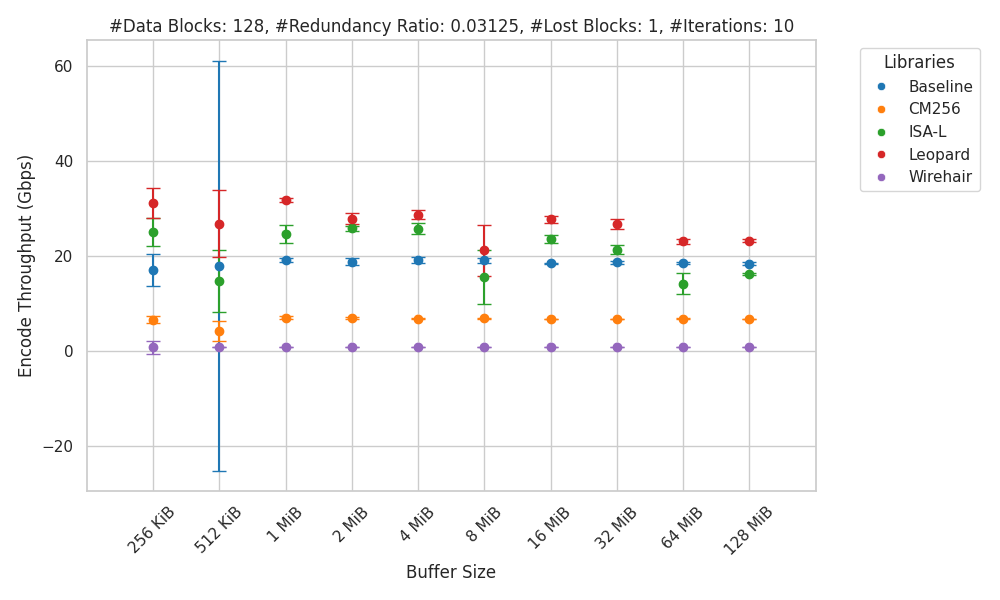 #Data Blocks: 128, #Redundancy Ratio: 0.03125, #Lost Blocks: 1, #Iterations: 10
Encode Throughput (Gbps)
60
40
20
0
−20
256 KiB
512 KiB
1 MiB
2 MiB
4 MiB
8 MiB
16 MiB
32 MiB
64 MiB
128 MiB
Buffer Size
Libraries
Baseline
CM256
ISA-L
Leopard
Wirehair